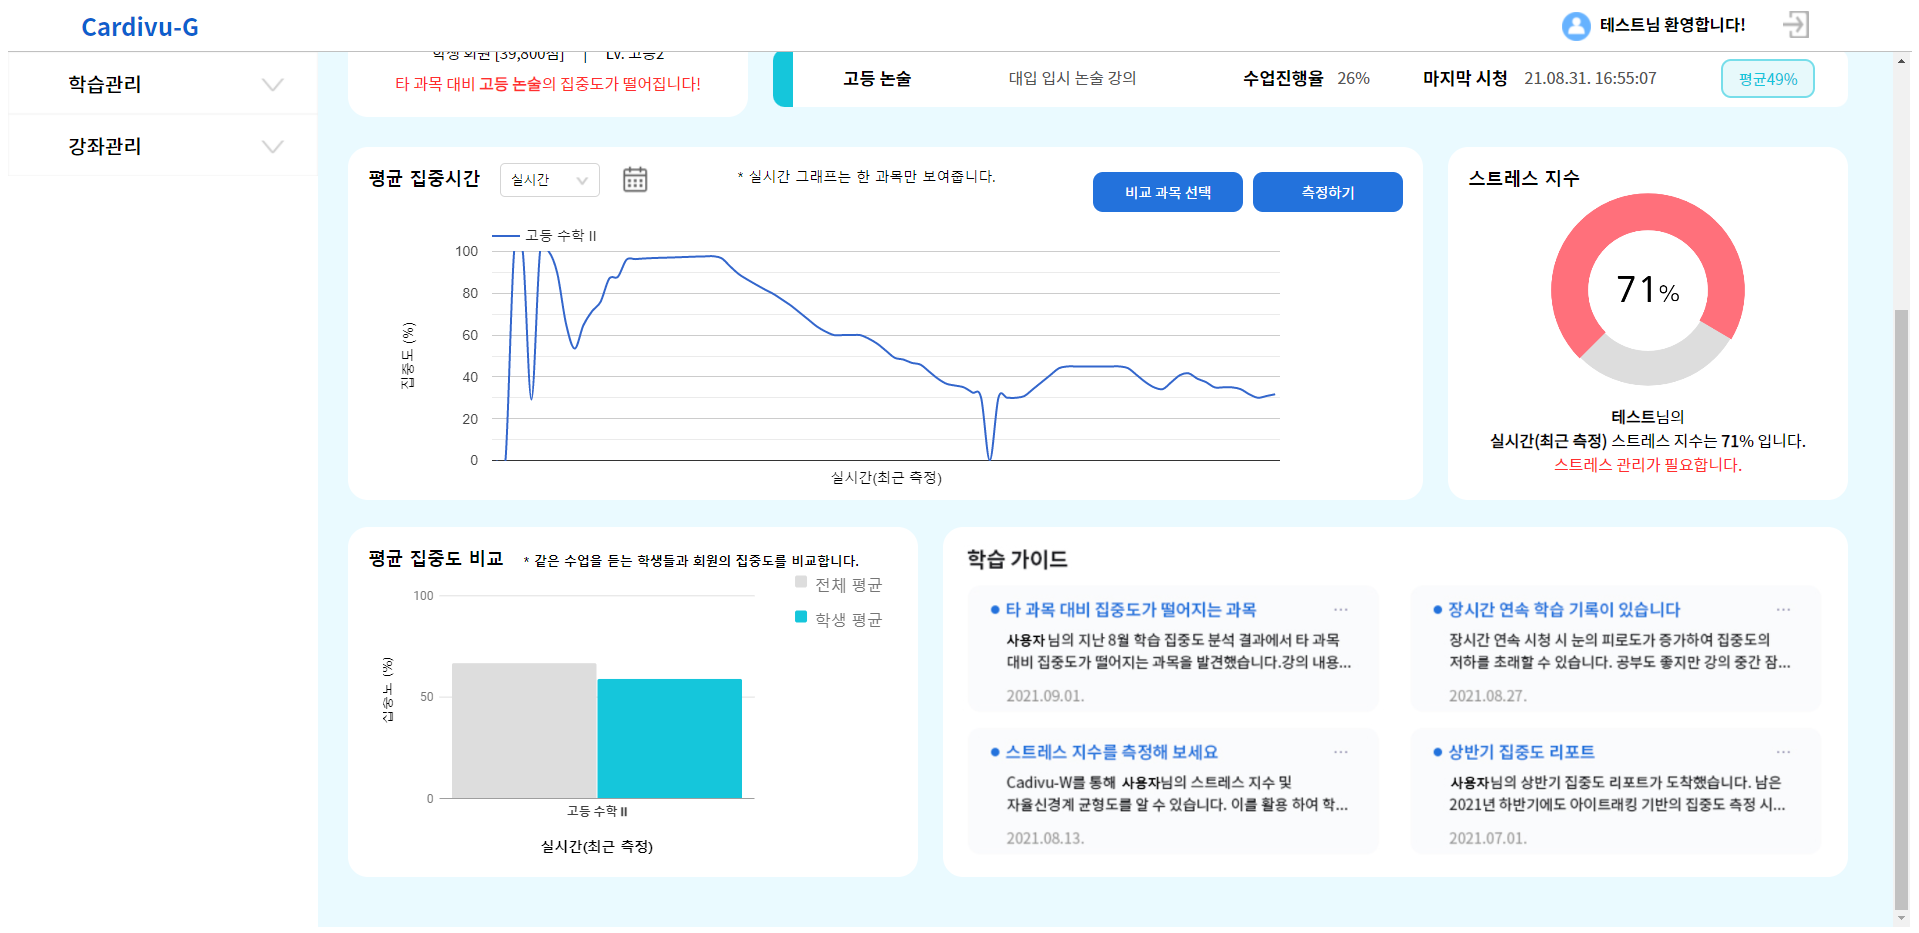 Cardivu-G
테스트님 환영합니다!
학습관리
강좌관리
학생 회원 [39,800점] | Lv. 고등2
타 과목 대비 고등 논술의 집중도가 떨어집니다!
고등 논술 대입 입시 논술 강의 수업진행율 26% 마지막 시청 21.08.31. 16:55:07 평균49%
평균 집중시간 실시간
* 실시간 그래프는 한 과목만 보여줍니다.
비교 과목 선택 측정하기
고등 수학 II
100
80
60
40
20
0
집중도 (%)
실시간(최근 측정)
스트레스 지수
71%
테스트님의
실시간(최근 측정) 스트레스 지수는 71% 입니다.
스트레스 관리가 필요합니다.
평균 집중도 비교 * 같은 수업을 듣는 학생들과 회원의 집중도를 비교합니다.
전체 평균
학생 평균
100
50
0
집중도 (%)
고등 수학 II
실시간(최근 측정)
학습 가이드
타 과목 대비 집중도가 떨어지는 과목 ...
사용자 님의 지난 8월 학습 집중도 분석 결과에서 타 과목
대비 집중도가 떨어지는 과목을 발견했습니다.강의 내용...
2021.09.01.
장시간 연속 학습 기록이 있습니다 ...
장시간 연속 시청 시 눈의 피로도가 증가하여 집중도의
저하를 초래할 수 있습니다. 공부도 좋지만 강의 중간 잠...
2021.08.27.
스트레스 지수를 측정해 보세요 ...
Cadivu-W를 통해 사용자님의 스트레스 지수 및
자율신경계 균형도를 알 수 있습니다. 이를 활용 하여 학...
2021.08.13.
상반기 집중도 리포트 ...
사용자님의 상반기 집중도 리포트가 도착했습니다. 남은
2021년 하반기에도 아이트래킹 기반의 집중도 측정 시...
2021.07.01.